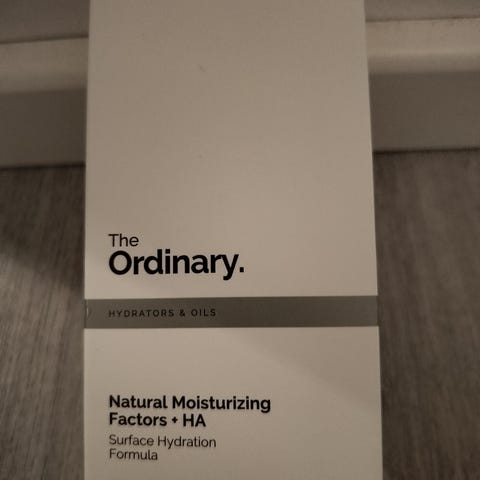 The
Ordinary.
HYDRATORS & OILS
Natural Moisturizing
Factors + HA
Surface Hydration
Formula